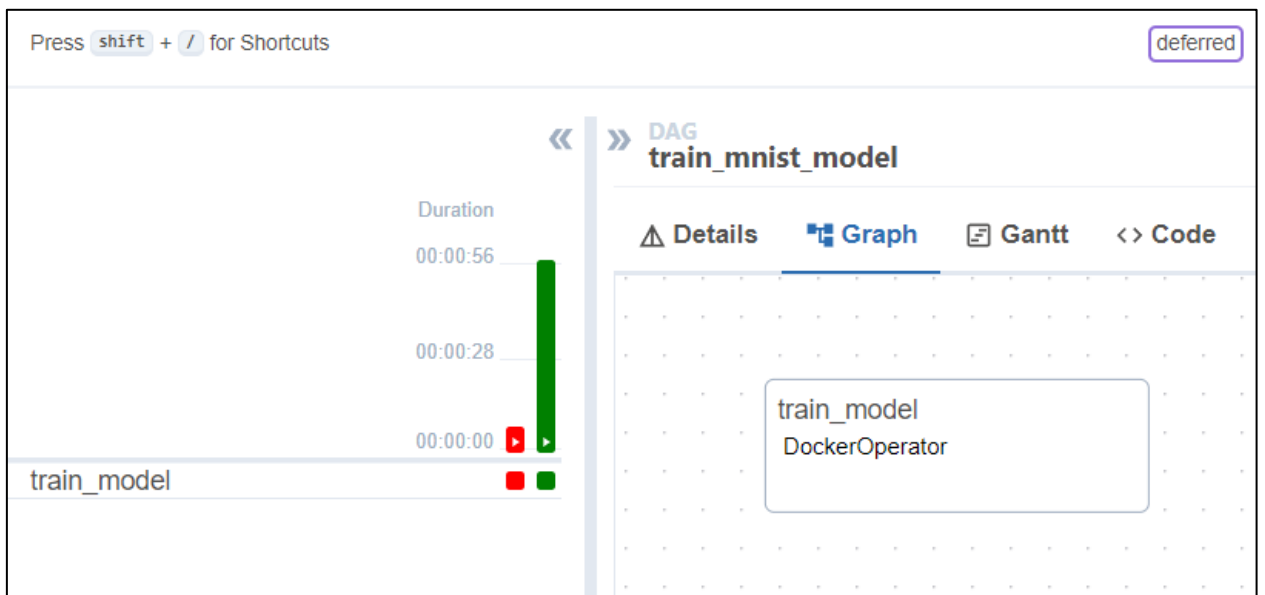 Press shift + / for Shortcuts
deferred
DAG
train_mnist_model
Duration
00:00:56
00:00:28
00:00:00
train_model
Details
Graph
Gantt
<> Code
train_model
DockerOperator